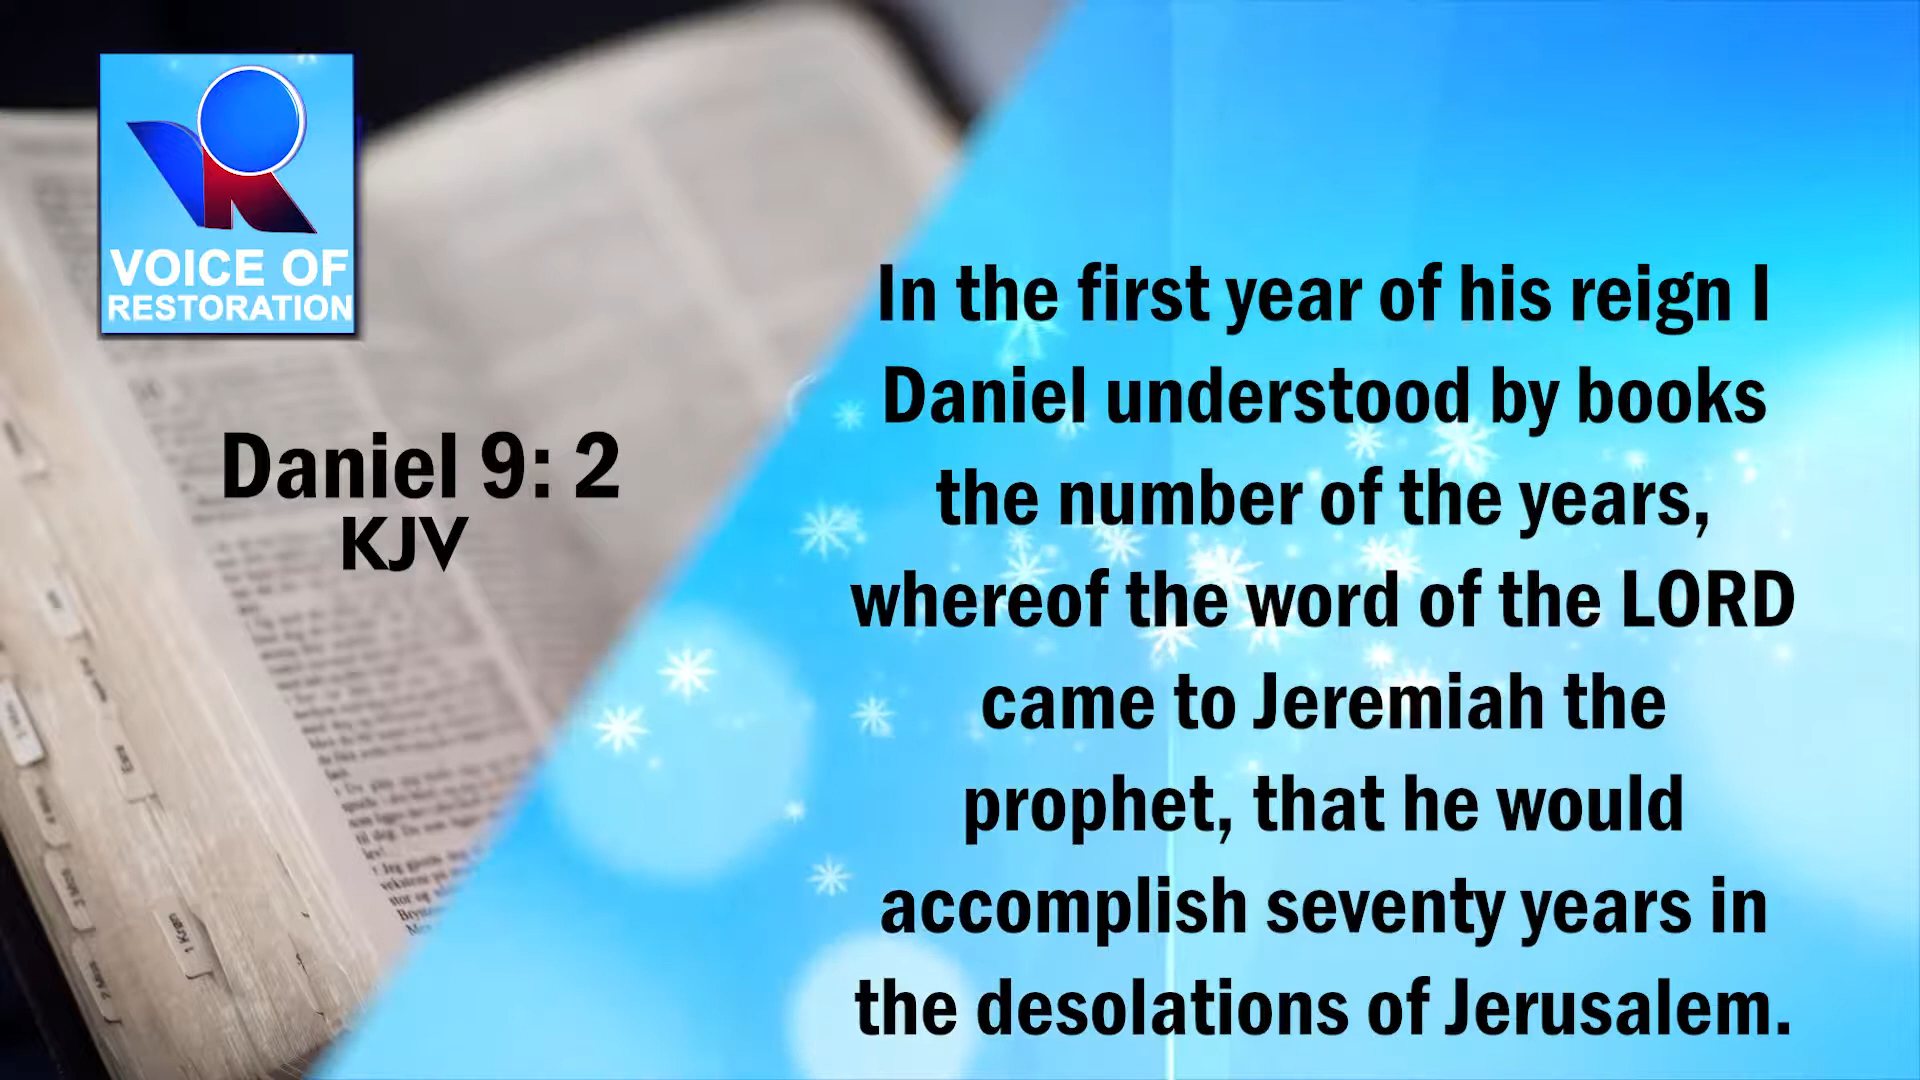 VOICE OF
RESTORATION
Daniel 9: 2
KJV
In the first year of his reign I
Daniel understood by books
the number of the years,
whereof the word of the LORD
came to Jeremiah the
prophet, that he would
accomplish seventy years in
the desolations of Jerusalem.